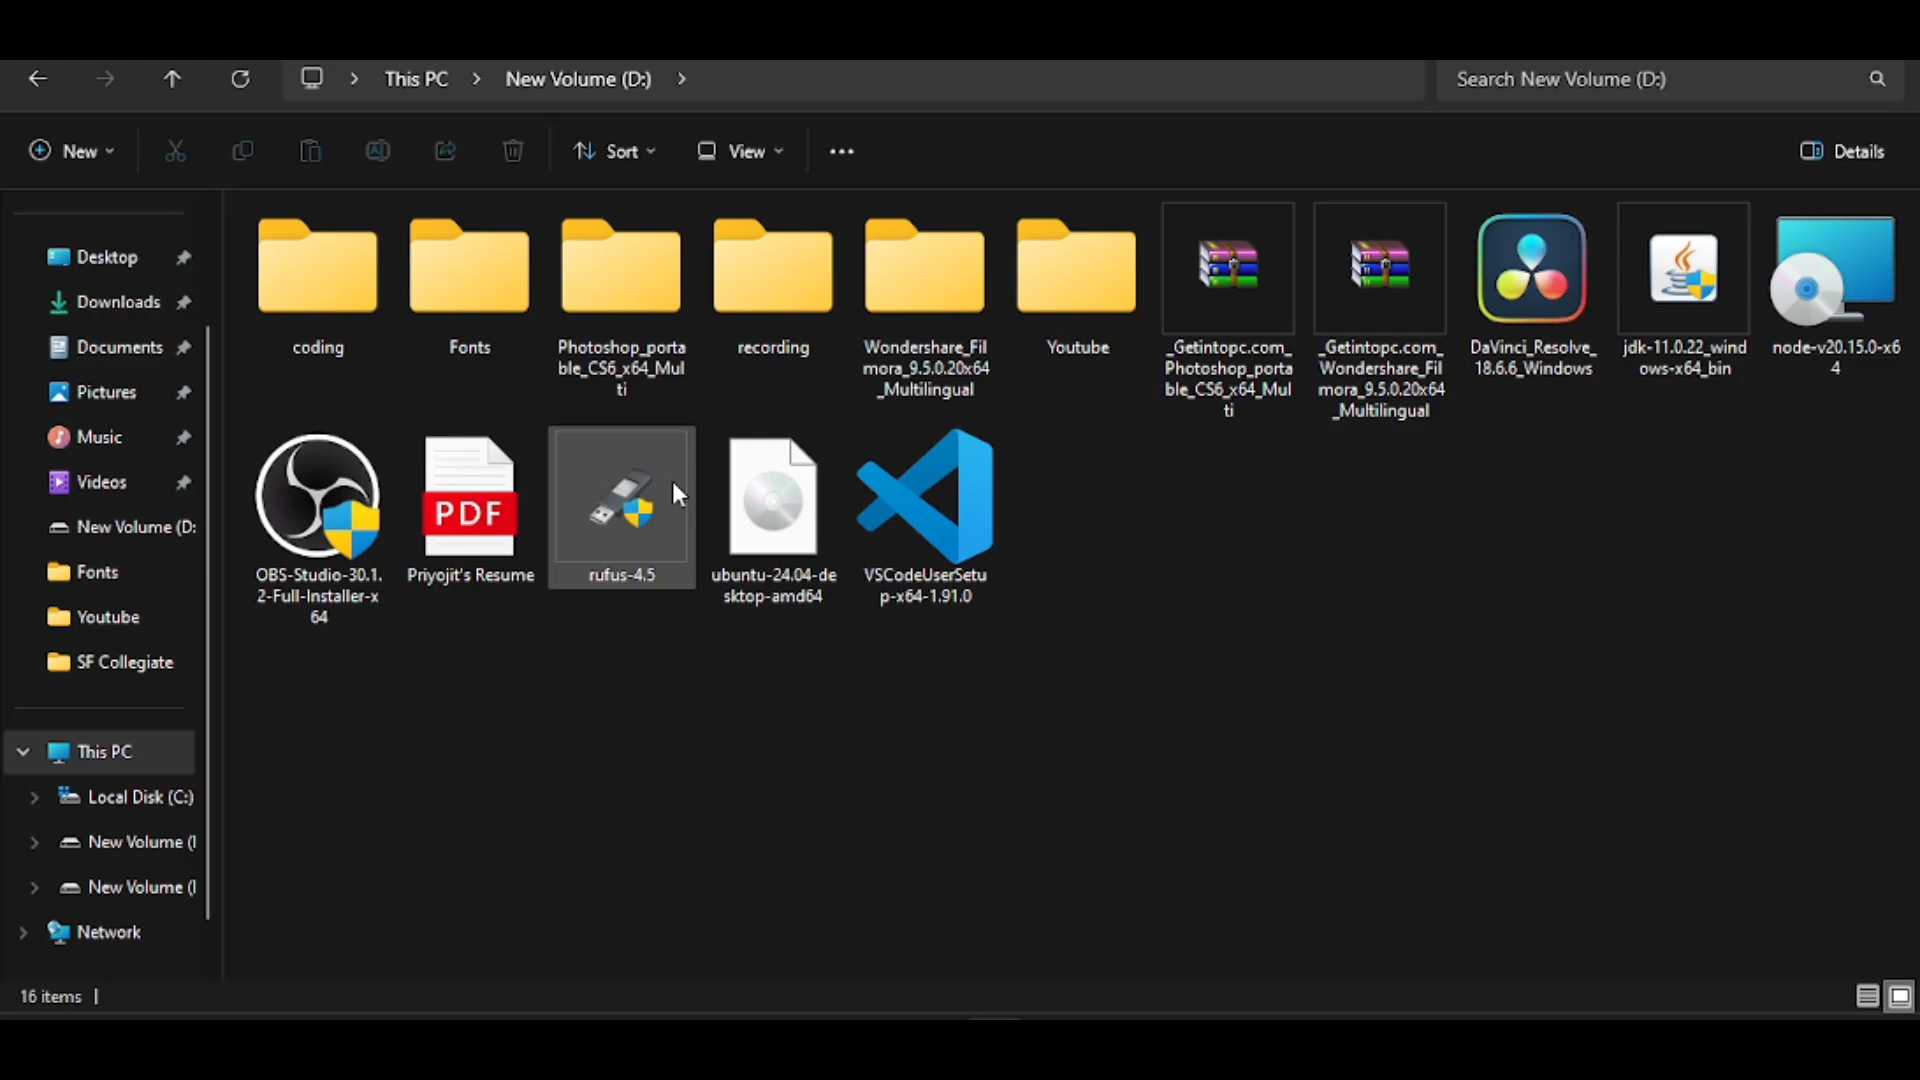 This PC
New Volume (D:)
Search New Volume (D:)
New
Sort
View
Details
Desktop
Downloads
Documents
Pictures
Music
Videos
New Volume (D:
Fonts
Youtube
SF Collegiate
This PC
Local Disk (C:)
New Volume (
New Volume (
Network
coding
Fonts
Photoshop_porta
ble_CS6_x64_Mul
ti
recording
Wondershare_Fil
mora_9.5.0.20x64
_Multilingual
Youtube
_Getintopc.com_
Photoshop_porta
ble_CS6_x64_Mul
ti
_Getintopc.com_
Wondershare_Fil
mora_9.5.0.20x64
_Multilingual
DaVinci_Resolve_
18.6.6_Windows
jdk-11.0.22_wind
ows-x64_bin
node-v20.15.0-x6
4
OBS-Studio-30.1.
2-Full-Installer-x
64
PDF
Priyojit's Resume
rufus-4.5
ubuntu-24.04-de
sktop-amd64
VSCodeUserSetu
p-x64-1.91.0
16 items